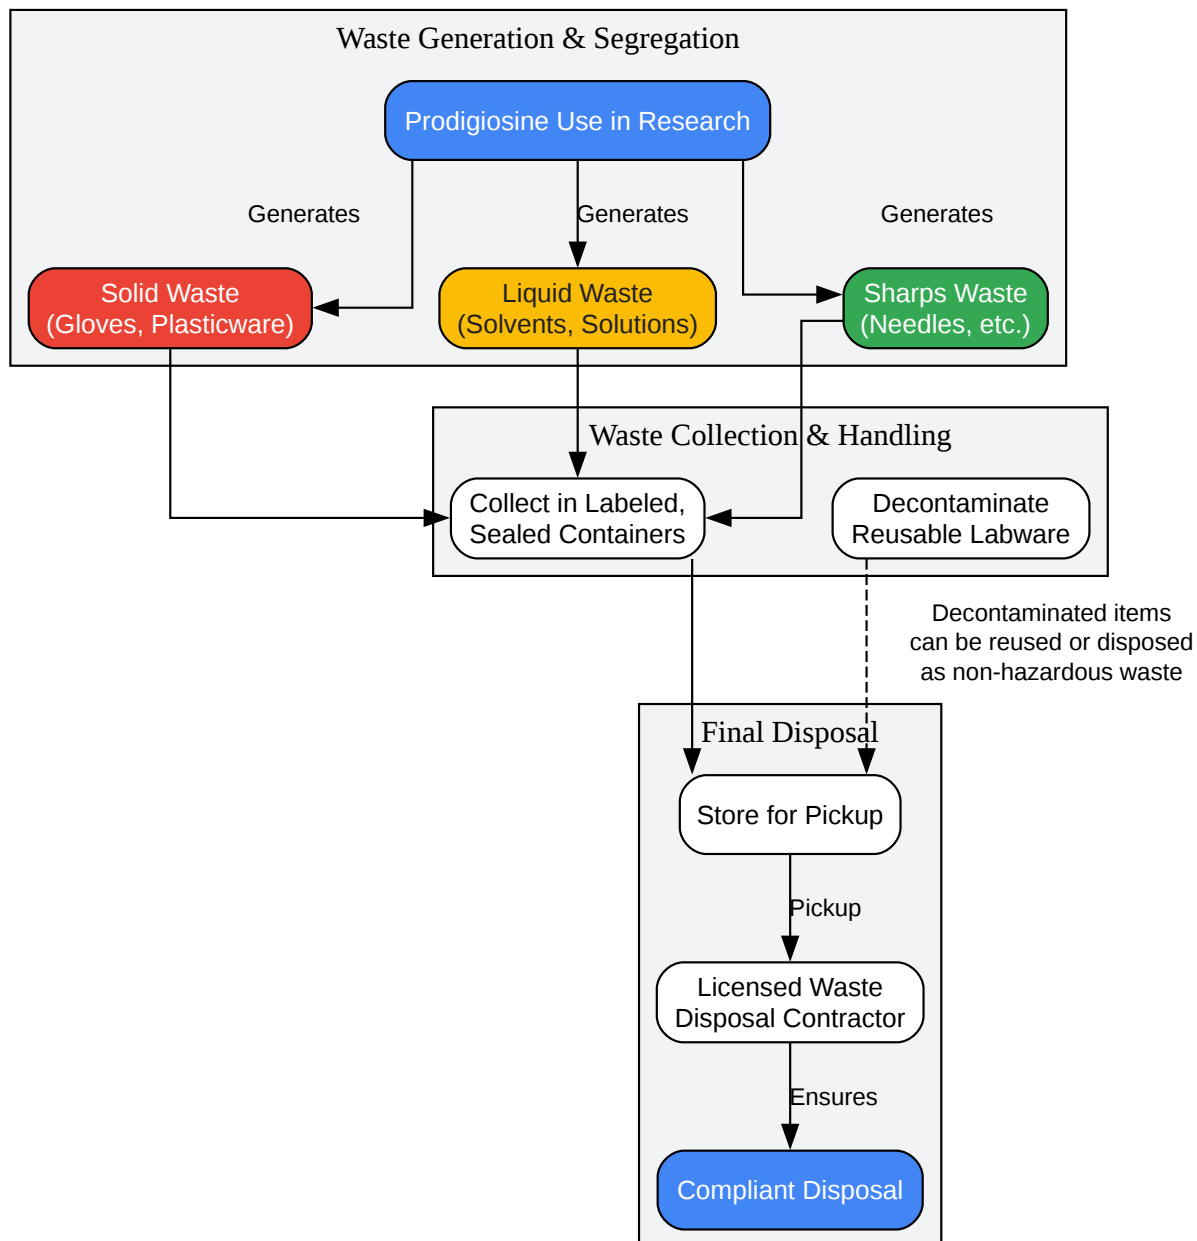 Waste Generation & Segregation
Prodigiosine Use in Research
Generates
Generates
Generates
Solid Waste
(Gloves, Plasticware)
Liquid Waste
(Solvents, Solutions)
Sharps Waste
(Needles, etc.)
Waste Collection & Handling
Collect in Labeled,
Sealed Containers
Decontaminate
Reusable Labware
Decontaminated items
can be reused or disposed
as non-hazardous waste
Final Disposal
Store for Pickup
Pickup
Licensed Waste
Disposal Contractor
Ensures
Compliant Disposal